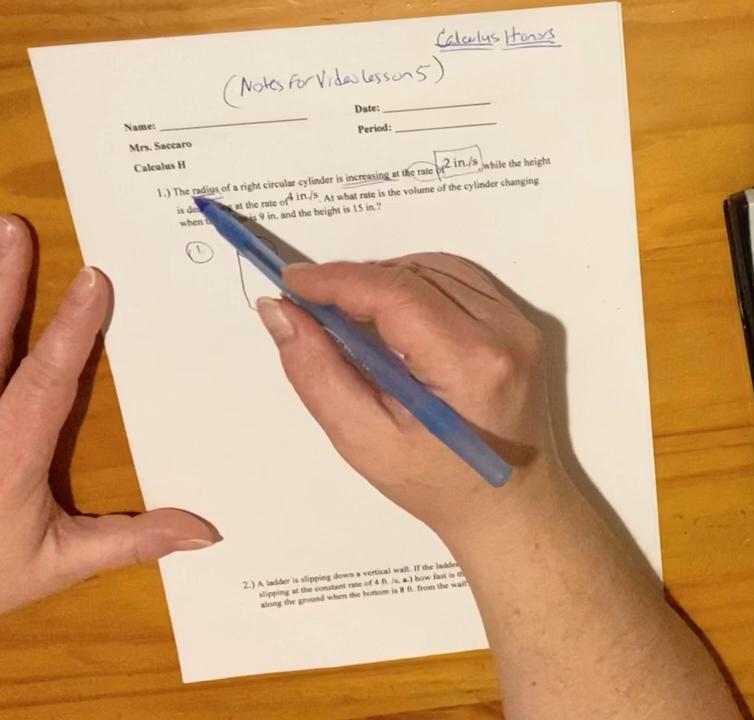 Calculus Honors
(Notes For Video Lesson 5)
Name:
Date:
Mrs. Saccaro
Period:
Calculus H
1.) The radius of a right circular cylinder is increasing at the rate of 2 in./s, while the height
is at the rate of 4 in./s. At what rate is the volume of the cylinder changing
when is 9 in. and the height is 15 in.?
1.
2.) A ladder is slipping down a vertical wall. If the ladder
slipping at the constant rate of 4 ft. /s, a.) how fast is
along the ground when the bottom is 8 ft. from the wall